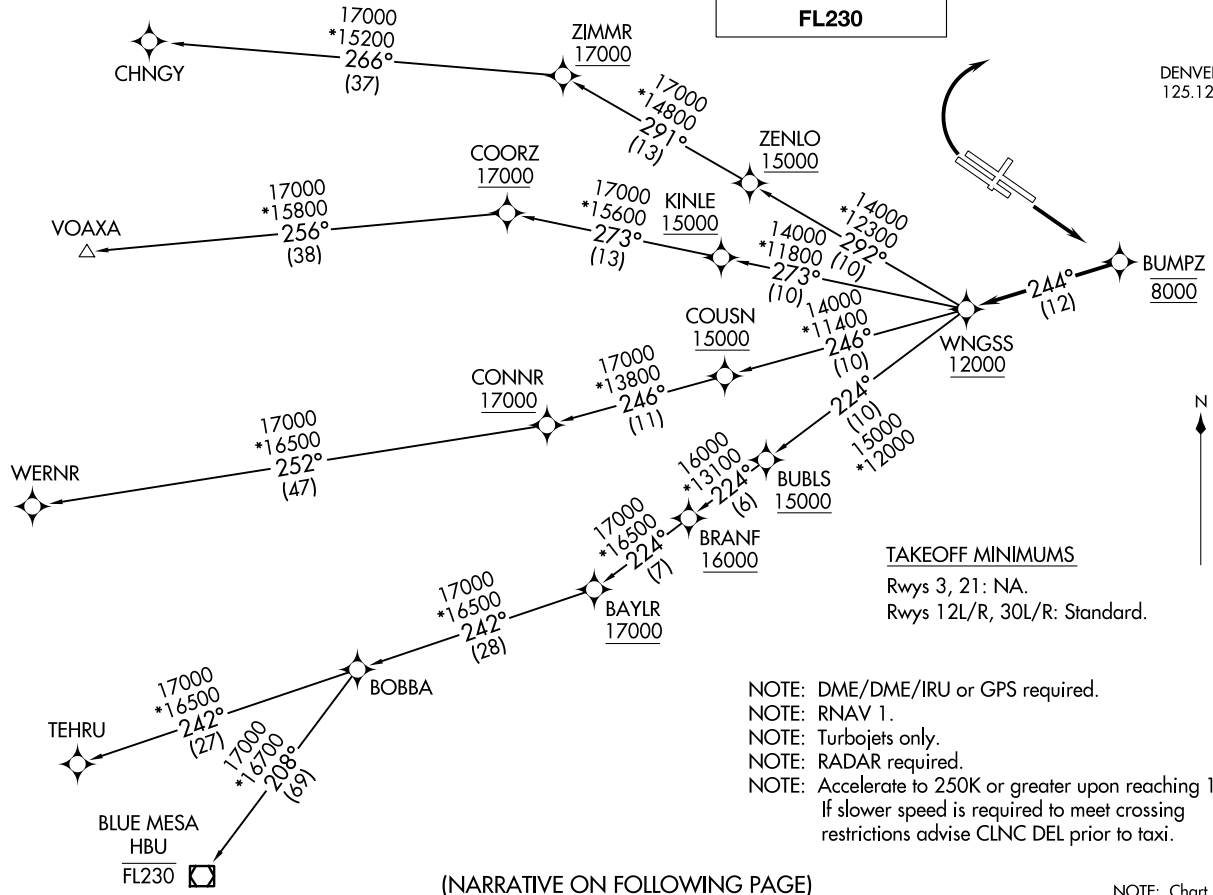 FL230
DENVER
125.12
17000
*15200
266°
(37)
CHNGY
ZIMMR
17000
17000
*14800
291°
(13)
ZENLO
15000
COORZ
17000
17000
*15600
273°
(13)
KINLE
15000
14000
*12300
292°
(10)
VOAXA
17000
*15800
256°
(38)
14000
*11800
273°
(10)
BUMPZ
8000
244°
(12)
WNGSS
12000
COUSN
15000
14000
*11400
246°
(10)
CONNR
17000
17000
*13800
246°
(11)
224°
(10)
15000
*12000
N
WERNR
17000
*16500
252°
(47)
BUBLS
15000
16000
*13100
224°
(6)
BRANF
16000
17000
*16500
224°
(7)
BAYLR
17000
TAKEOFF MINIMUMS
Rwys 3, 21: NA.
Rwys 12L/R, 30L/R: Standard.
17000
*16500
242°
(28)
BOBBA
17000
*16500
242°
(27)
TEHRU
17000
*16700
208°
(69)
BLUE MESA
HBU
FL230
NOTE: DME/DME/IRU or GPS required.
NOTE: RNAV 1.
NOTE: Turbojets only.
NOTE: RADAR required.
NOTE: Accelerate to 250K or greater upon reaching 1
If slower speed is required to meet crossing
restrictions advise CLNC DEL prior to taxi.
(NARRATIVE ON FOLLOWING PAGE)
NOTE: Chart